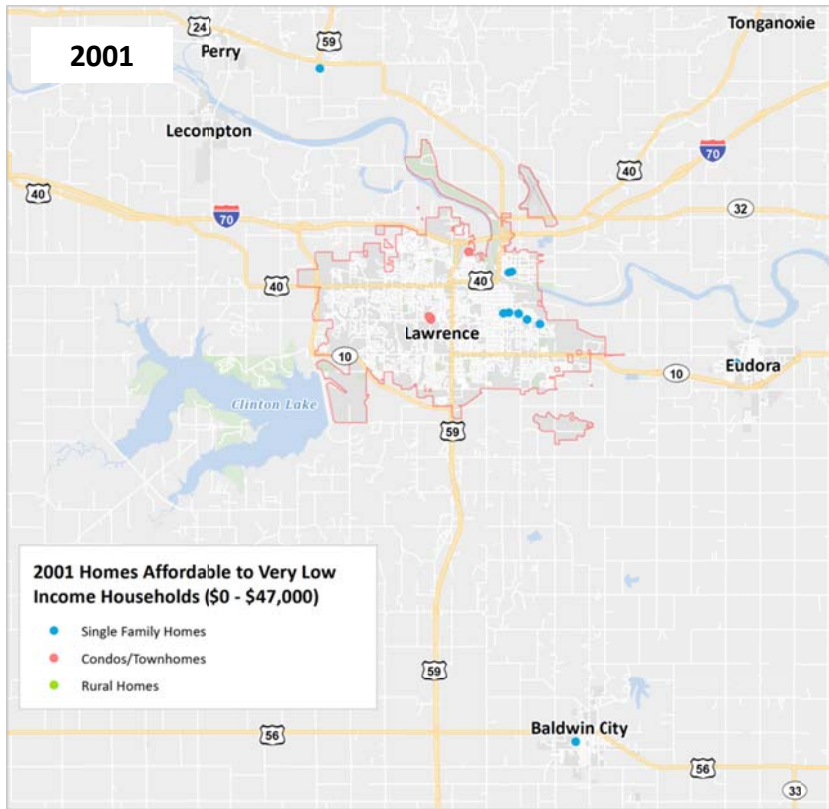 2001
24
59
Tonganoxie
Perry
Lecompton
70
40
40
70
32
40
40
Lawrence
10
Eudora
10
Clinton Lake
59
2001 Homes Affordable to Very Low
Income Households ($0 - $47,000)
Single Family Homes
Condos/Townhomes
Rural Homes
59
Baldwin City
56
56
33